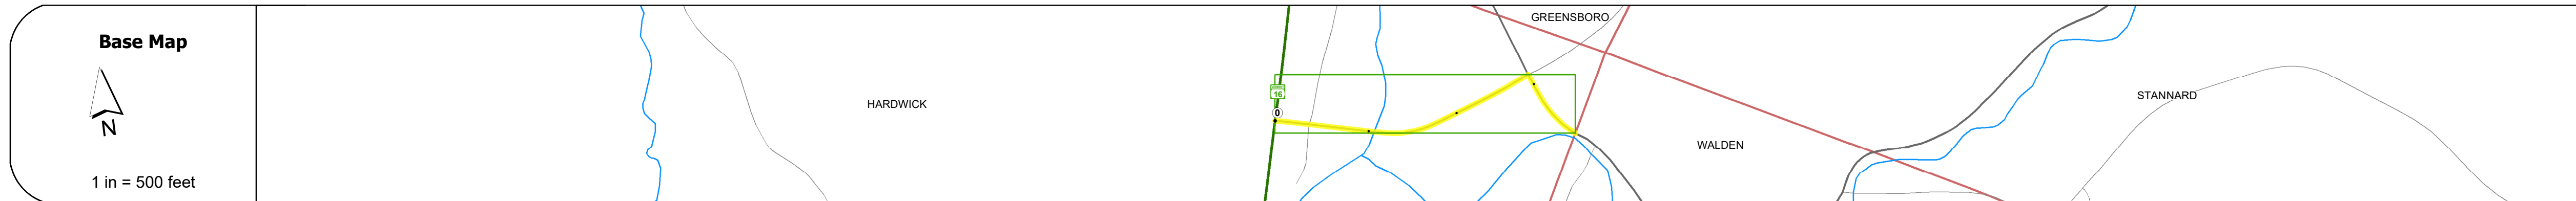 Base Map
N
1 in = 500 feet
HARDWICK
16
0
GREENSBORO
WALDEN
STANNARD